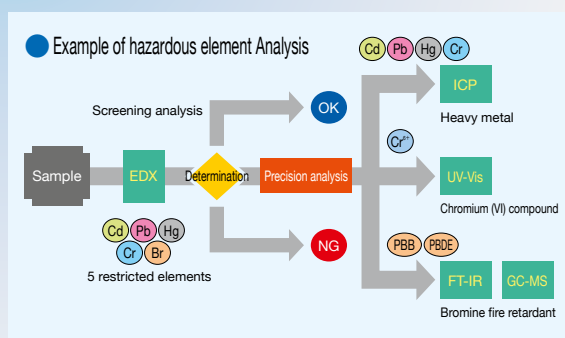 Example of hazardous element Analysis
Cd Pb Hg Cr
ICP
Heavy metal
Screening analysis
OK
Cr6+
Sample
EDX
Determination
Precision analysis
UV-Vis
Chromium (VI) compound
Cd Pb Hg
Cr Br
5 restricted elements
NG
PBB PBDE
FT-IR
GC-MS
Bromine fire retardant